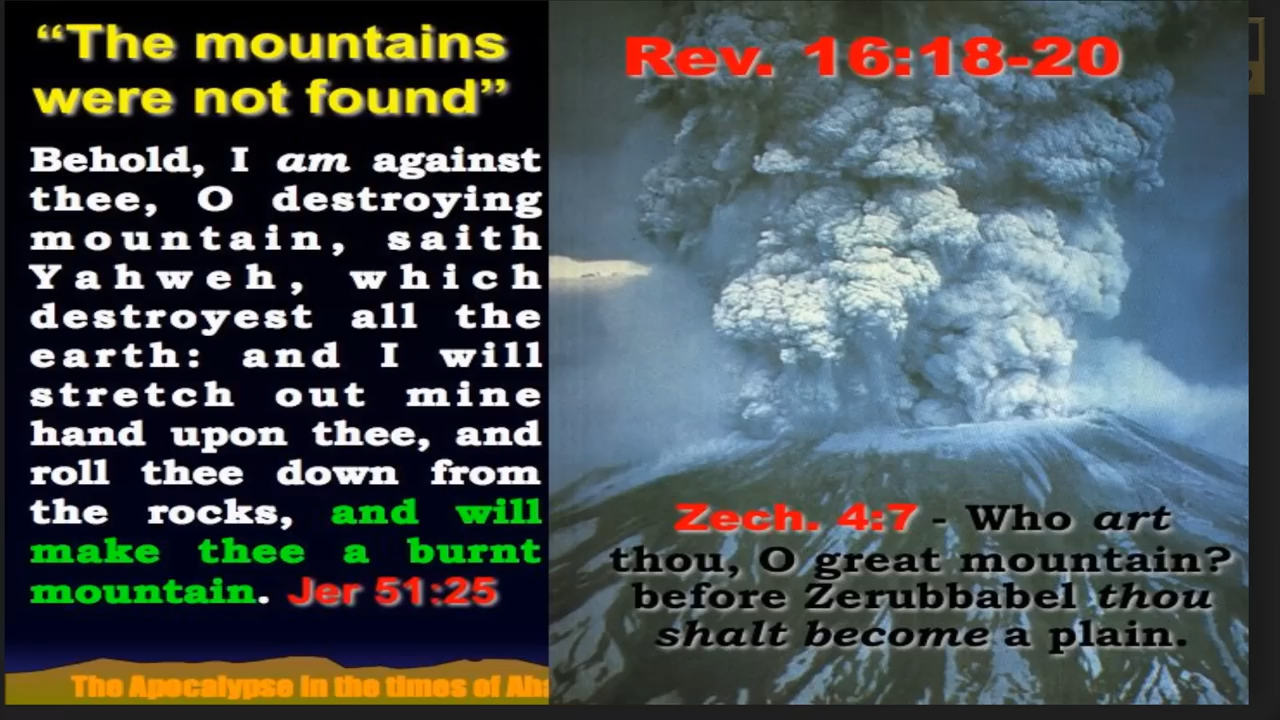 “The mountains
were not found”
Behold, I am against
thee, O destroying
mountain, saith
Yahweh, which
destroyest all the
earth: and I will
stretch out mine
hand upon thee, and
roll thee down from
the rocks, and will
make thee a burnt
mountain. Jer 51:25
The Apocalypse in the times of
Rev. 16:18-20
Zech. 4:7 - Who art
thou, O great mountain?
before Zerubbabel thou
shalt become a plain.